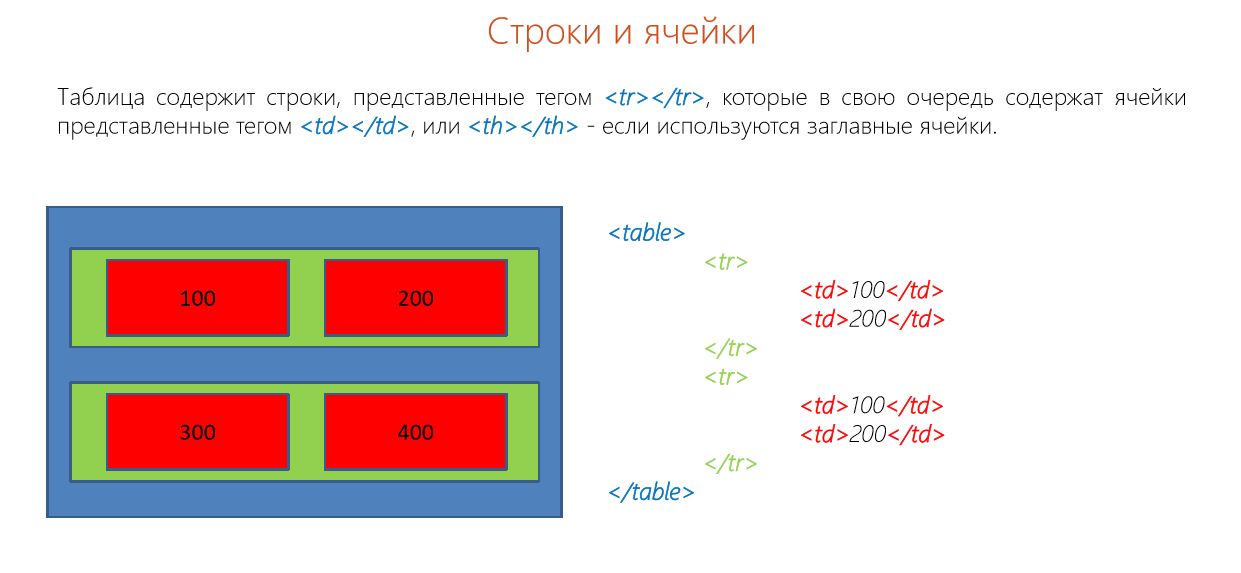 Строки и ячейки
Таблица содержит строки, представленные тегом <tr></tr>, которые в свою очередь содержат ячейки
представленные тегом <td></td>, или <th></th> - если используются заглавные ячейки.
100 200
300 400
<table>
<tr>
<td>100</td>
<td>200</td>
</tr>
<tr>
<td>100</td>
<td>200</td>
</tr>
</table>